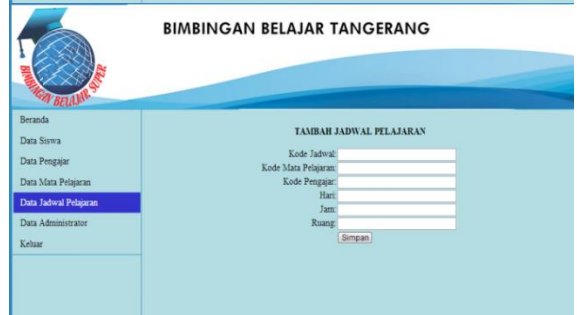 BIMBINGAN BELAJAR TANGERANG
BIMBINGAN BELAJAR SUPER
Beranda
Data Siswa
Data Pengajar
Data Mata Pelajaran
Data Jadwal Pelajaran
Data Administrator
Keluar
TAMBAH JADWAL PELAJARAN
Kode Jadwal:
Kode Mata Pelajaran:
Kode Pengajar:
Hari:
Jam:
Ruang:
Simpan